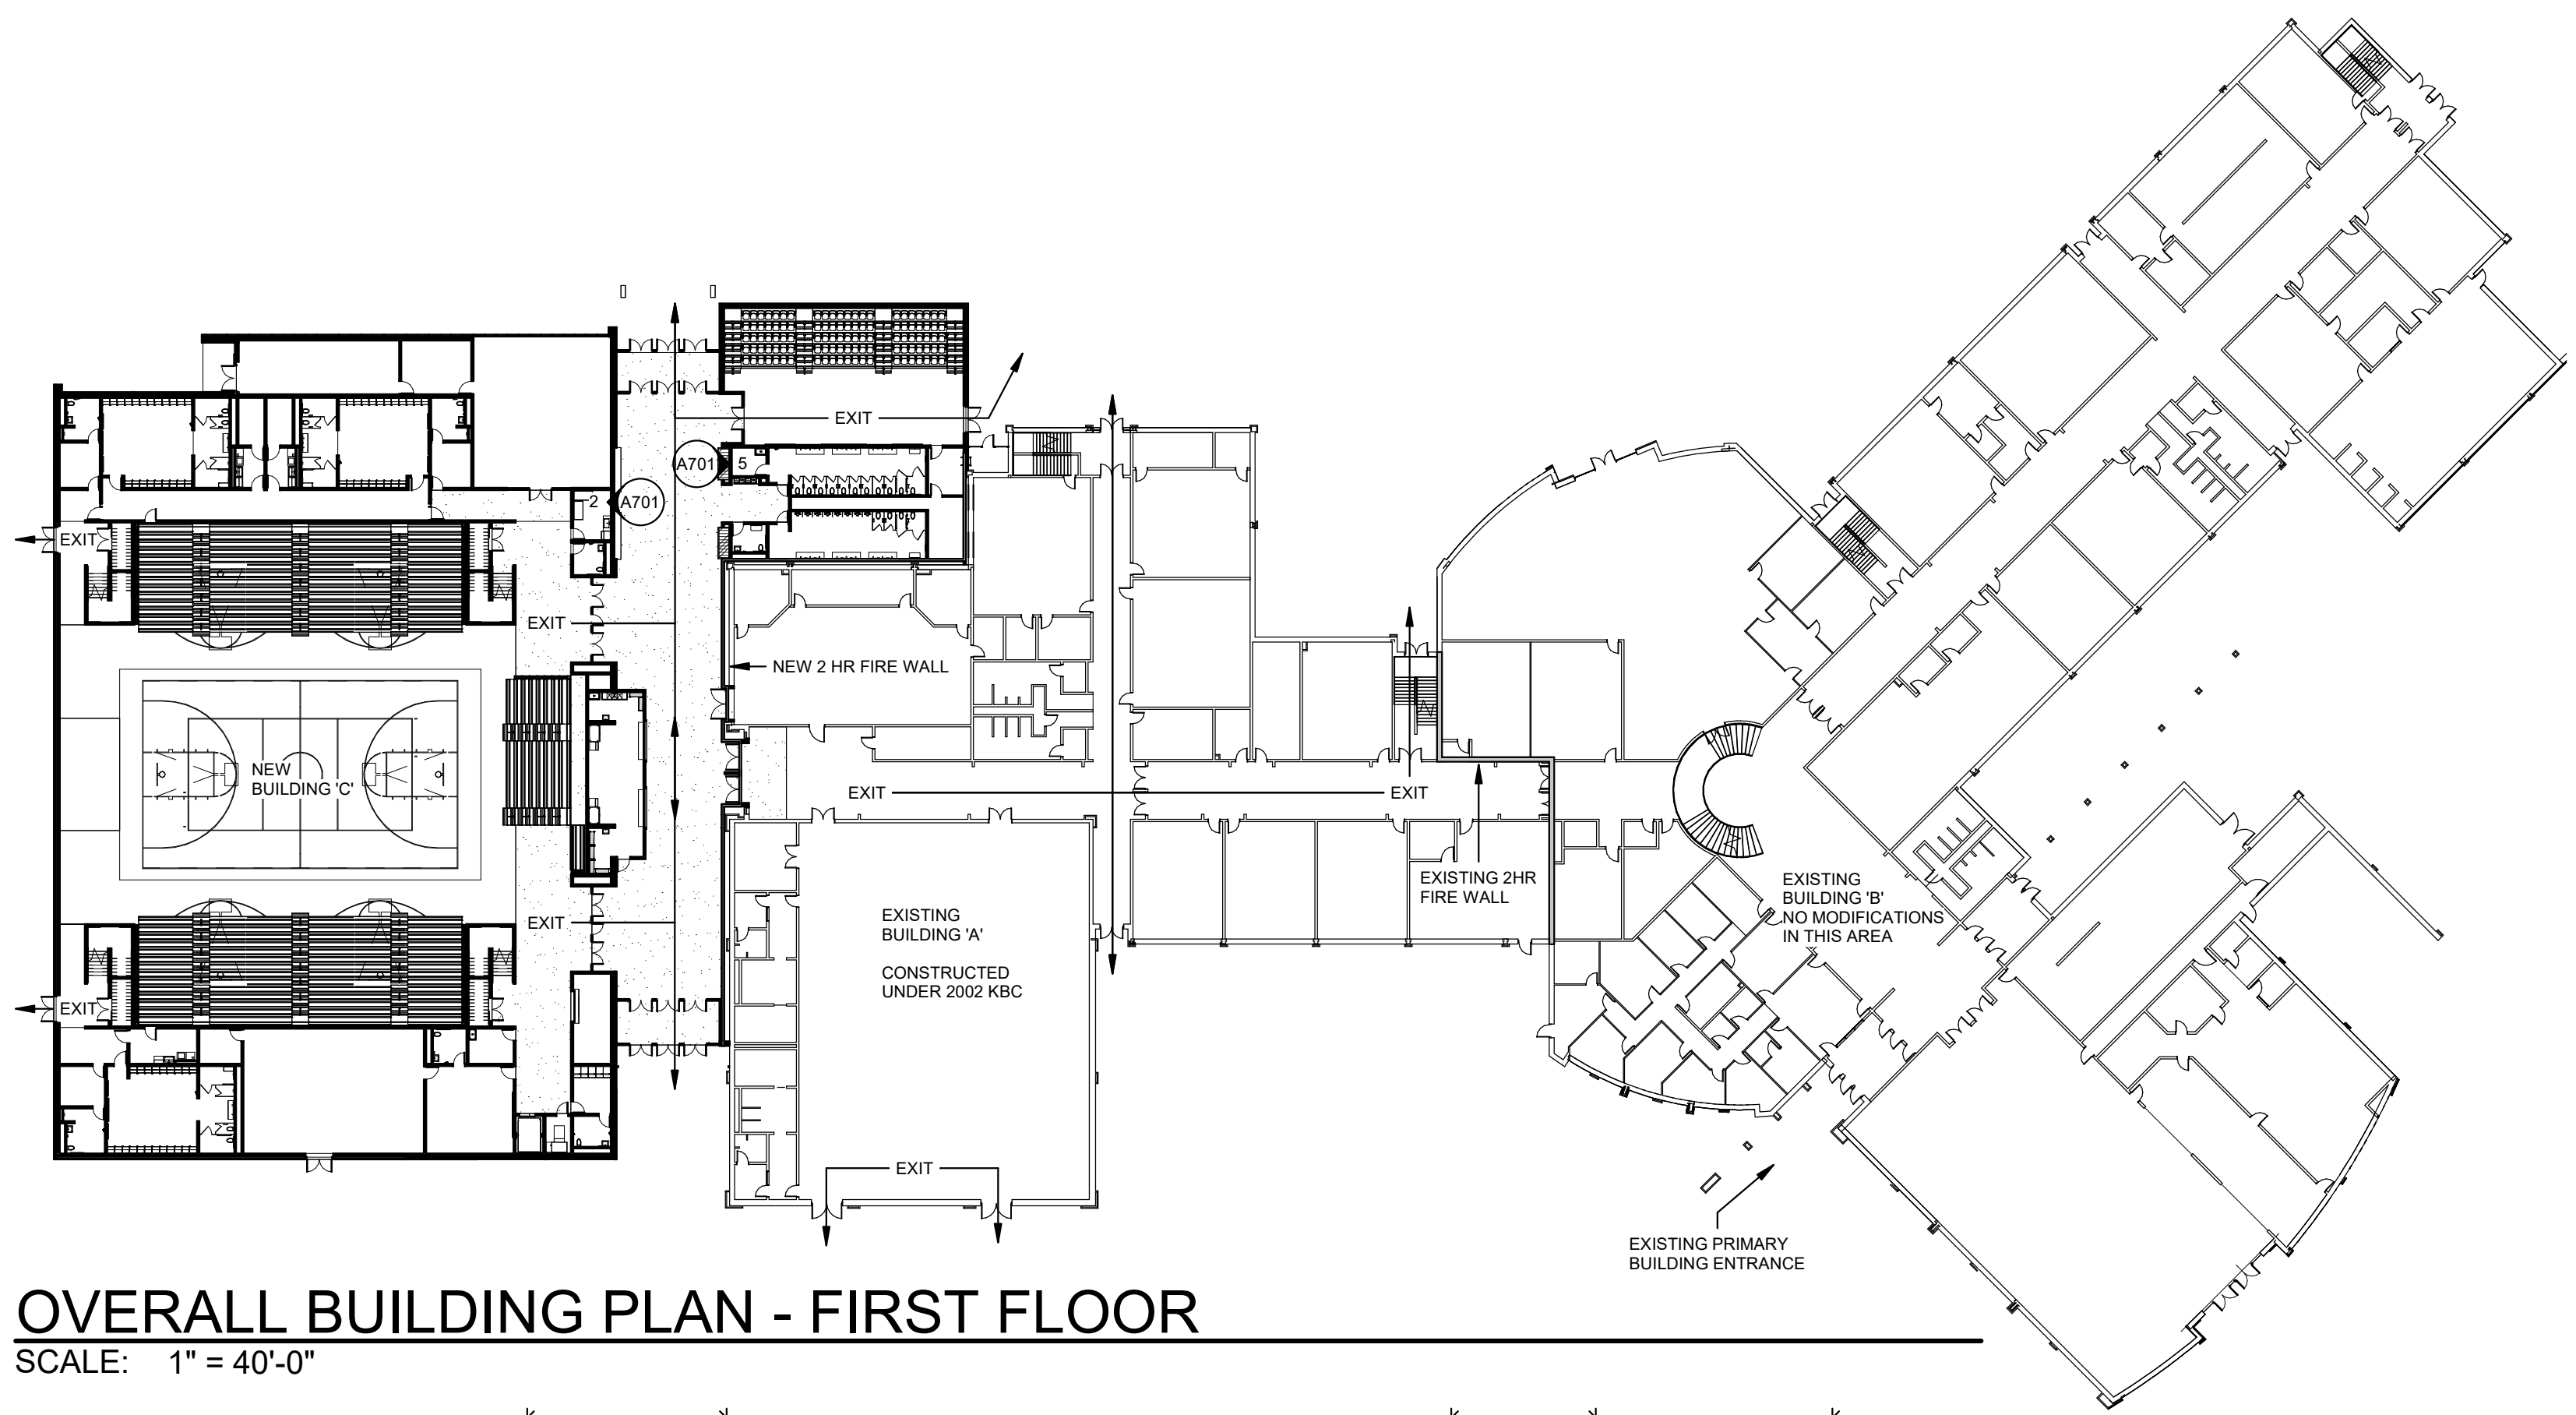 EXIT
A701
5
2
A701
EXIT
EXIT
NEW 2 HR FIRE WALL
NEW
BUILDING 'C'
EXIT
EXIT
EXISTING 2HR
FIRE WALL
EXISTING
BUILDING 'B'
NO MODIFICATIONS
IN THIS AREA
EXISTING
BUILDING 'A'
CONSTRUCTED
UNDER 2002 KBC
EXIT
EXIT
EXIT
EXISTING PRIMARY
BUILDING ENTRANCE
OVERALL BUILDING PLAN - FIRST FLOOR
SCALE: 1" = 40'-0"